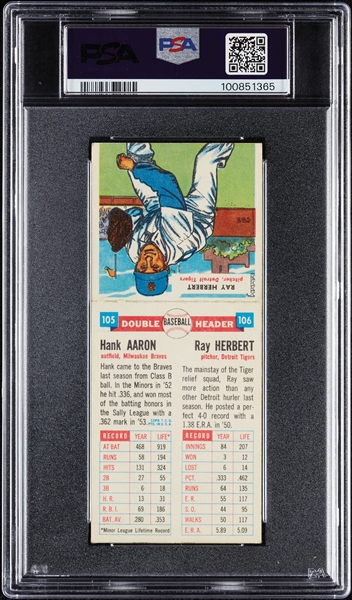 PSA
PSA
100851365
RAY HERBERT
pitcher, Detroit Tigers
105 DOUBLE BASEBALL HEADER 106
Hank AARON
outfield, Milwaukee Braves
Hank came to the Braves
last season from Class B
ball. In the Minors in '52
he hit .336, and won most
of the batting honors in
the Sally League with a
.362 mark in '53.
RECORD YEAR LIFE*
AT BAT 468 919
RUNS 58 194
HITS 131 324
2B 27 55
3B 6 18
H. R. 13 31
R. B. I. 69 186
BAT. AV. .280 .353
*Minor League Lifetime Record
Ray HERBERT
pitcher, Detroit Tigers
The mainstay of the Tiger
relief squad, Ray saw
more action than any
other Detroit hurler last
season. He posted a per-
fect 4-0 record with a
1.38 E.R.A. in '50.
RECORD YEAR LIFE
INNINGS 84 207
WON 3 12
LOST 6 14
PCT. .333 .462
RUNS 64 135
E. R. 55 117
S. O. 44 95
WALKS 50 117
E. R. A. 5.89 5.09